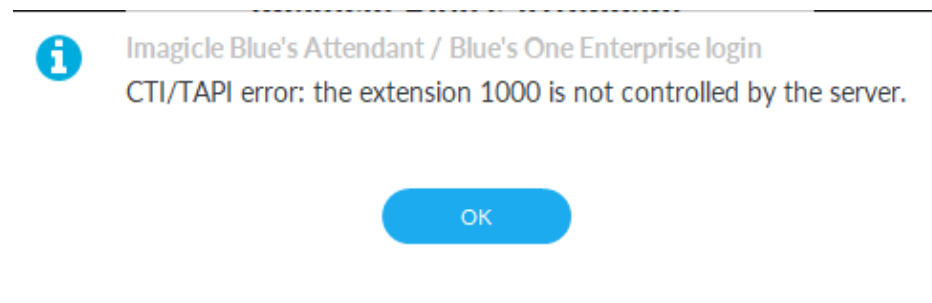 Imagicle Blue's Attendant / Blue's One Enterprise login
CTI/TAPI error: the extension 1000 is not controlled by the server.
OK